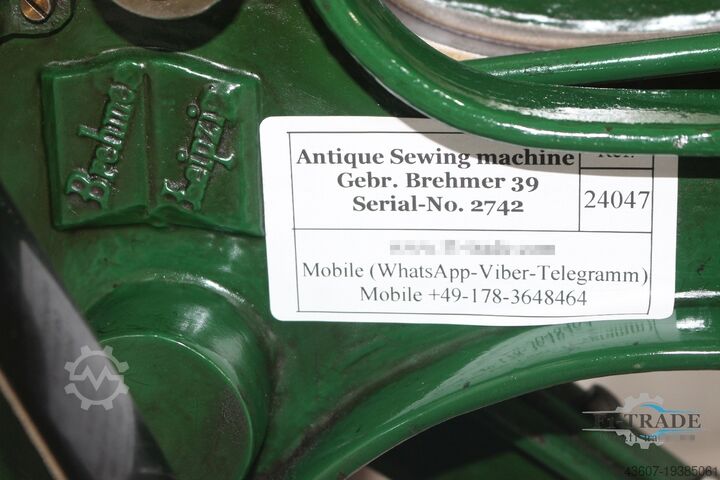 Brehmer
Leipzig
Antique Sewing machine
Gebr. Brehmer 39
Serial-No. 2742
24047
Mobile (WhatsApp-Viber-Telegramm)
Mobile +49-178-3648464
TRADE
43607-19385061